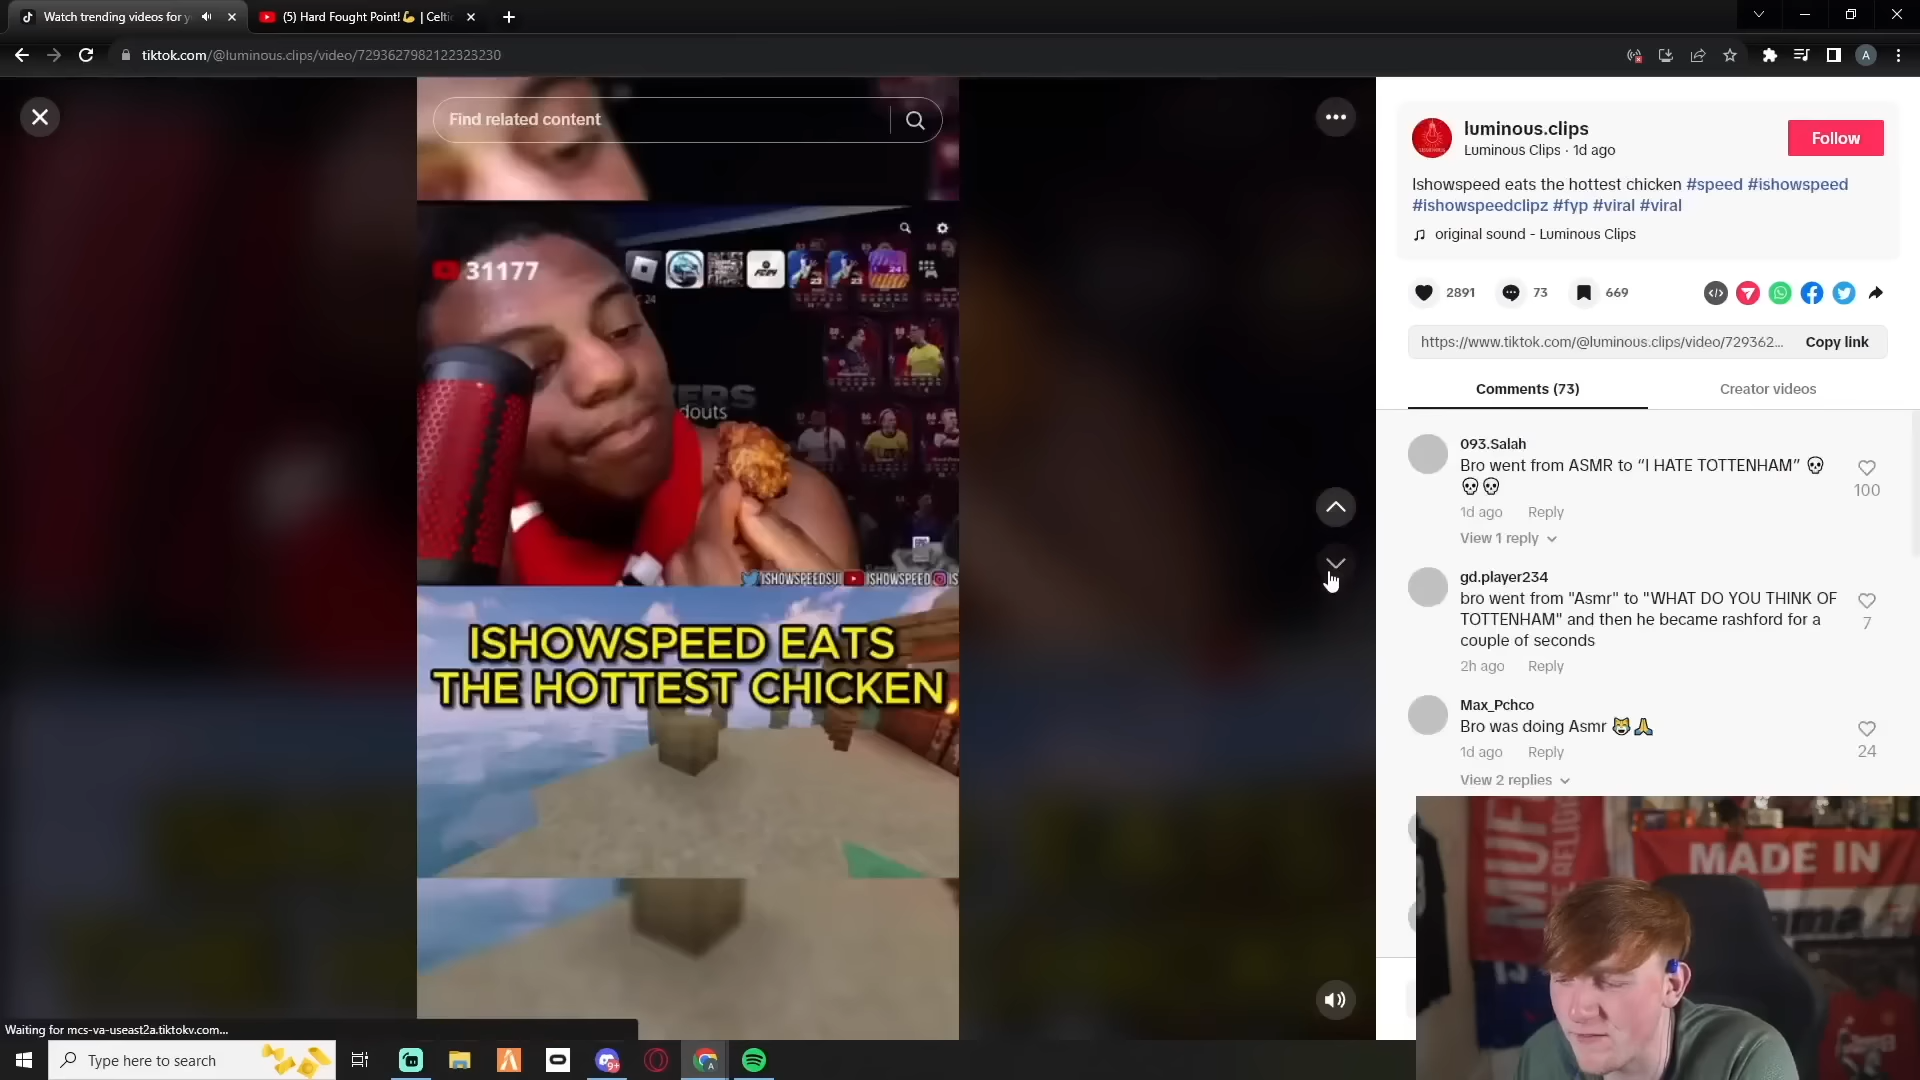 Watch trending videos for y
(5) Hard Fought Point!💪 | Celti
tiktok.com/@luminous.clips/video/7293627982122323230
A
Find related content
31177
douts
ISHOWSPEEDSUI ISHOWSPEED IS
ISHOWSPEED EATS
THE HOTTEST CHICKEN
luminous.clips
Luminous Clips · 1d ago
Follow
Ishowspeed eats the hottest chicken #speed #ishowspeed
#ishowspeedclipz #fyp #viral #viral
original sound - Luminous Clips
2891 73 669
https://www.tiktok.com/@luminous.clips/video/729362... Copy link
Comments (73) Creator videos
093.Salah
Bro went from ASMR to “I HATE TOTTENHAM” 💀
💀💀
100
1d ago Reply
View 1 reply
gd.player234
bro went from "Asmr" to "WHAT DO YOU THINK OF
TOTTENHAM" and then he became rashford for a
couple of seconds
7
2h ago Reply
Max_Pchco
Bro was doing Asmr 😹🙏
24
1d ago Reply
View 2 replies
MUF
MADE IN
Waiting for mcs-va-useast2a.tiktokv.com...
Type here to search
9+